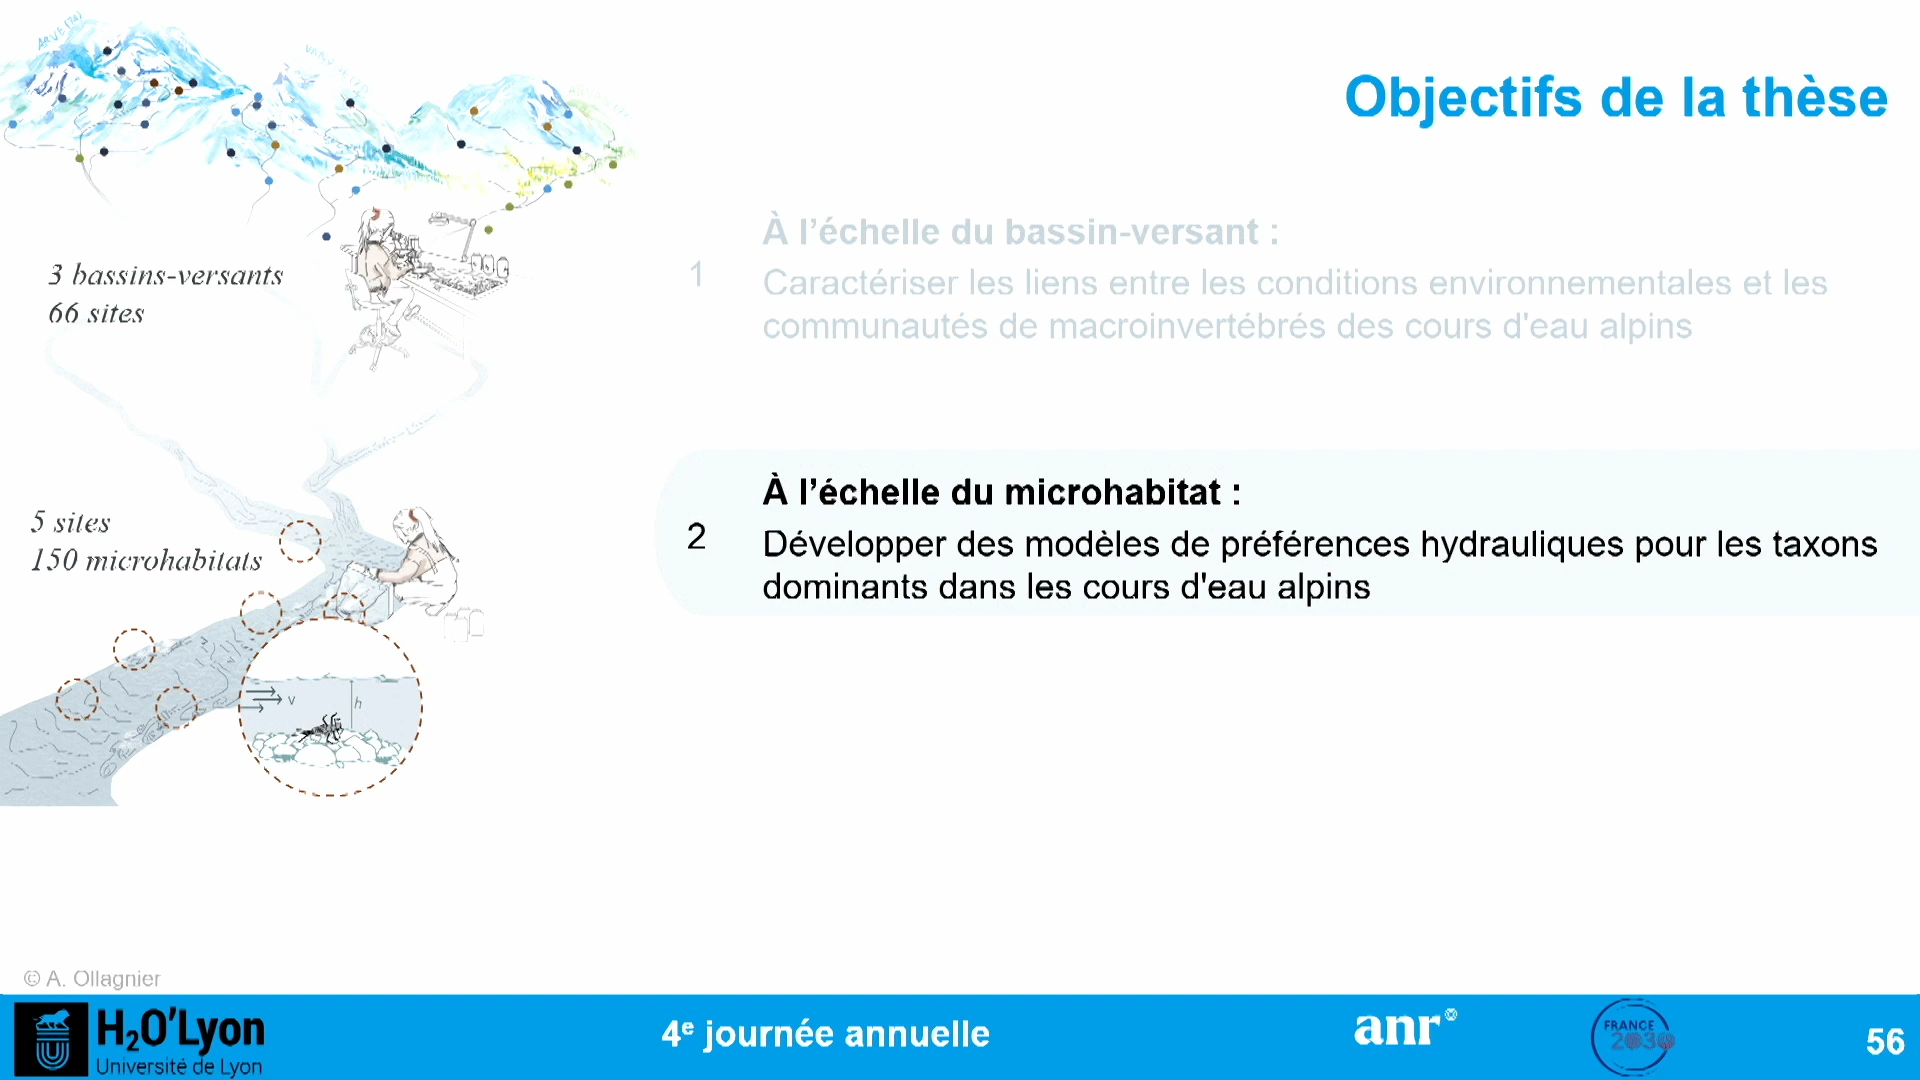 Objectifs de la thèse
À l’échelle du bassin-versant :
1
Caractériser les liens entre les conditions environnementales et les
communautés de macroinvertébrés des cours d'eau alpins
3 bassins-versants
66 sites
À l’échelle du microhabitat :
2
Développer des modèles de préférences hydrauliques pour les taxons
dominants dans les cours d'eau alpins
5 sites
150 microhabitats
v
h
© A. Ollagnier
H₂O’Lyon
Université de Lyon
4e journée annuelle
anr
FRANCE
2030
56